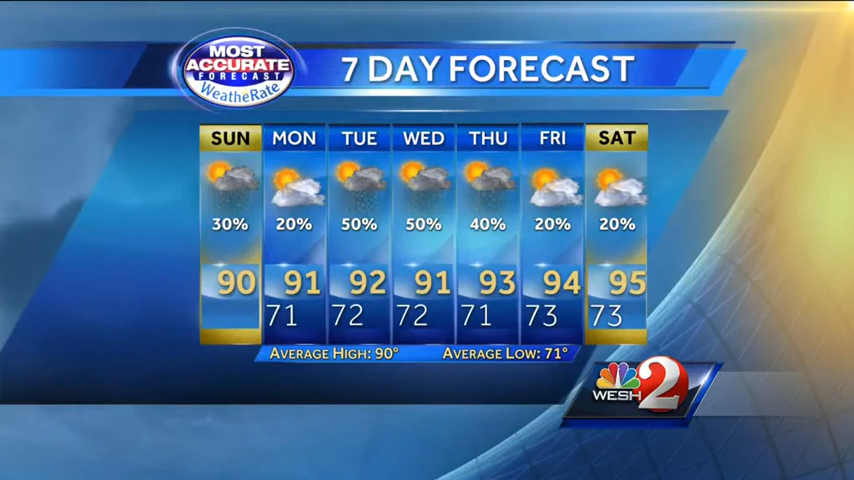 MOST
ACCURATE
FORECAST
WeatheRate
7 DAY FORECAST
SUN MON TUE WED THU FRI SAT
30% 20% 50% 50% 40% 20% 20%
90 91 92 91 93 94 95
71 72 72 71 73 73
AVERAGE HIGH: 90° AVERAGE LOW: 71°
WESH 2